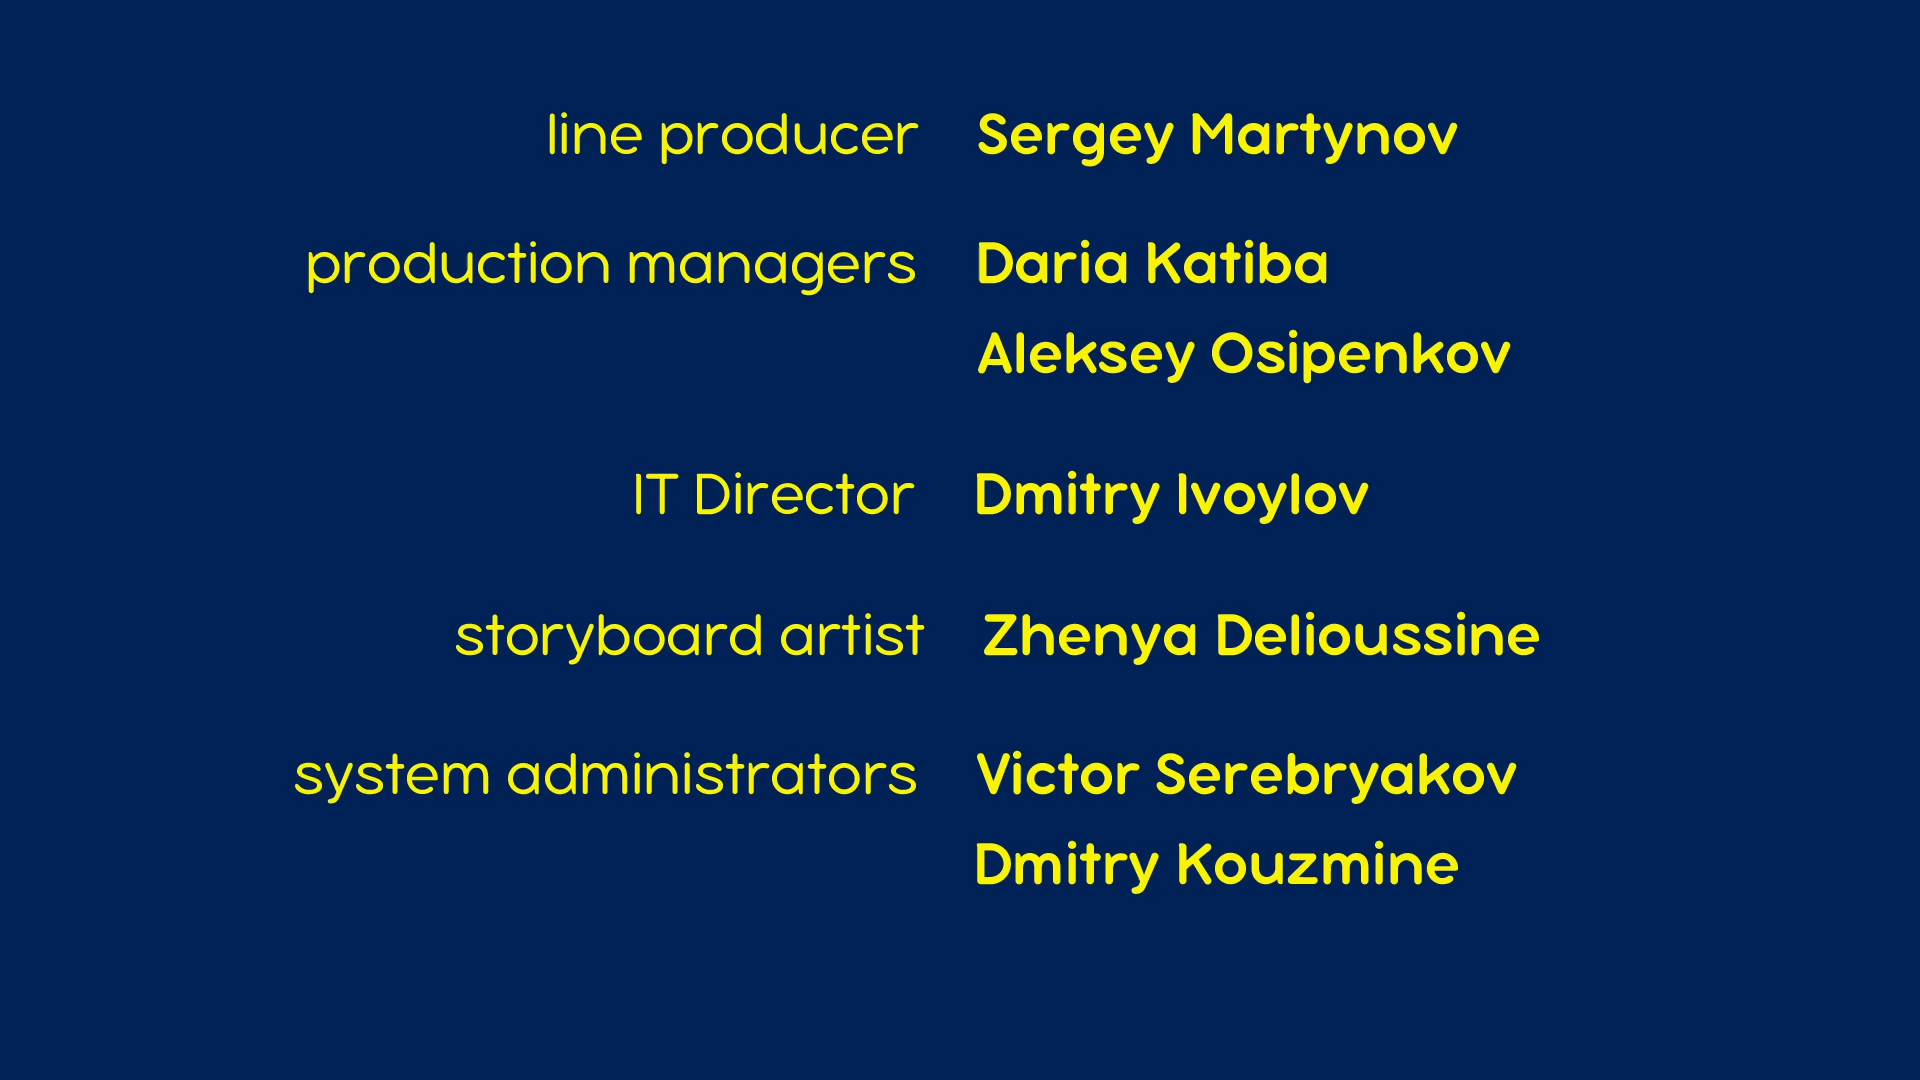 line producer Sergey Martynov
production managers Daria Katiba
Aleksey Osipenkov
IT Director Dmitry Ivoylov
storyboard artist Zhenya Delioussine
system administrators Victor Serebryakov
Dmitry Kouzmine